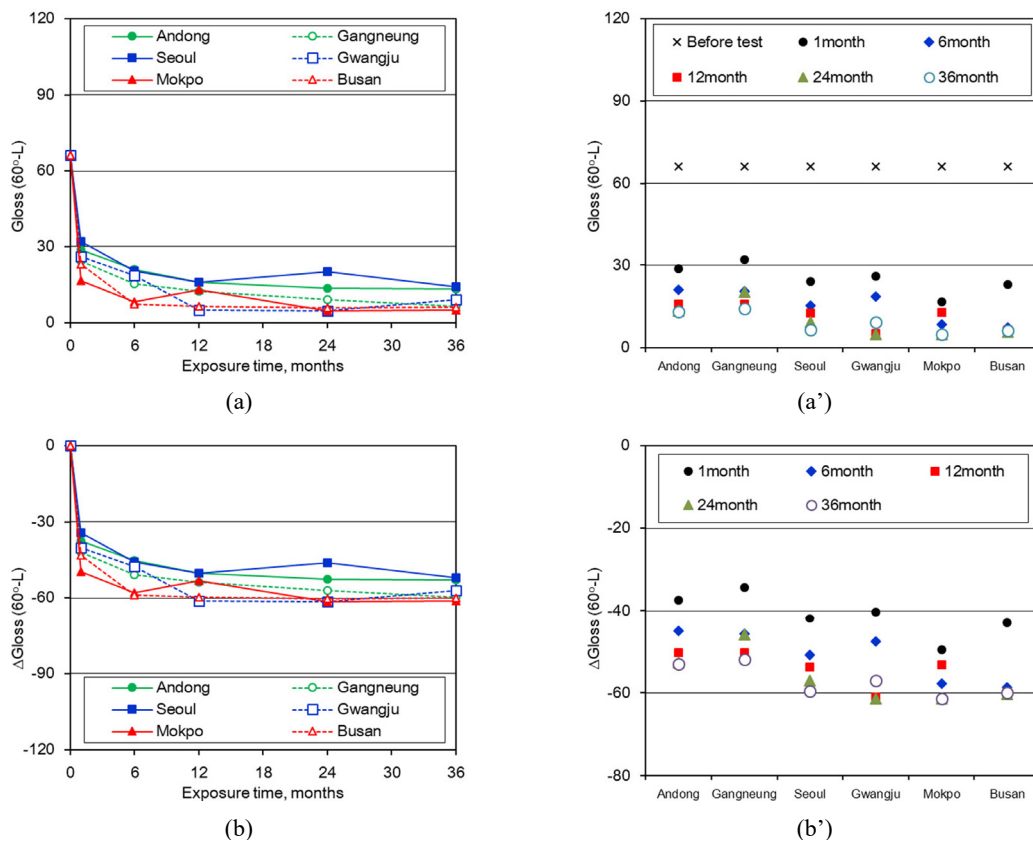 120
90
60
30
0
Gloss (60°-L)
Andong
Gangneung
Seoul
Gwangju
Mokpo
Busan
0 6 12 18 24 30 36
Exposure time, months
(a)
120
90
60
30
0
Gloss (60°-L)
Before test 1month 6month
12month 24month 36month
Andong Gangneung Seoul Gwangju Mokpo Busan
(a’)
0
-30
-60
-90
-120
ΔGloss (60°-L)
Andong
Gangneung
Seoul
Gwangju
Mokpo
Busan
0 6 12 18 24 30 36
Exposure time, months
(b)
0
-20
-40
-60
-80
ΔGloss (60°-L)
1month 6month 12month
24month 36month
Andong Gangneung Seoul Gwangju Mokpo Busan
(b’)